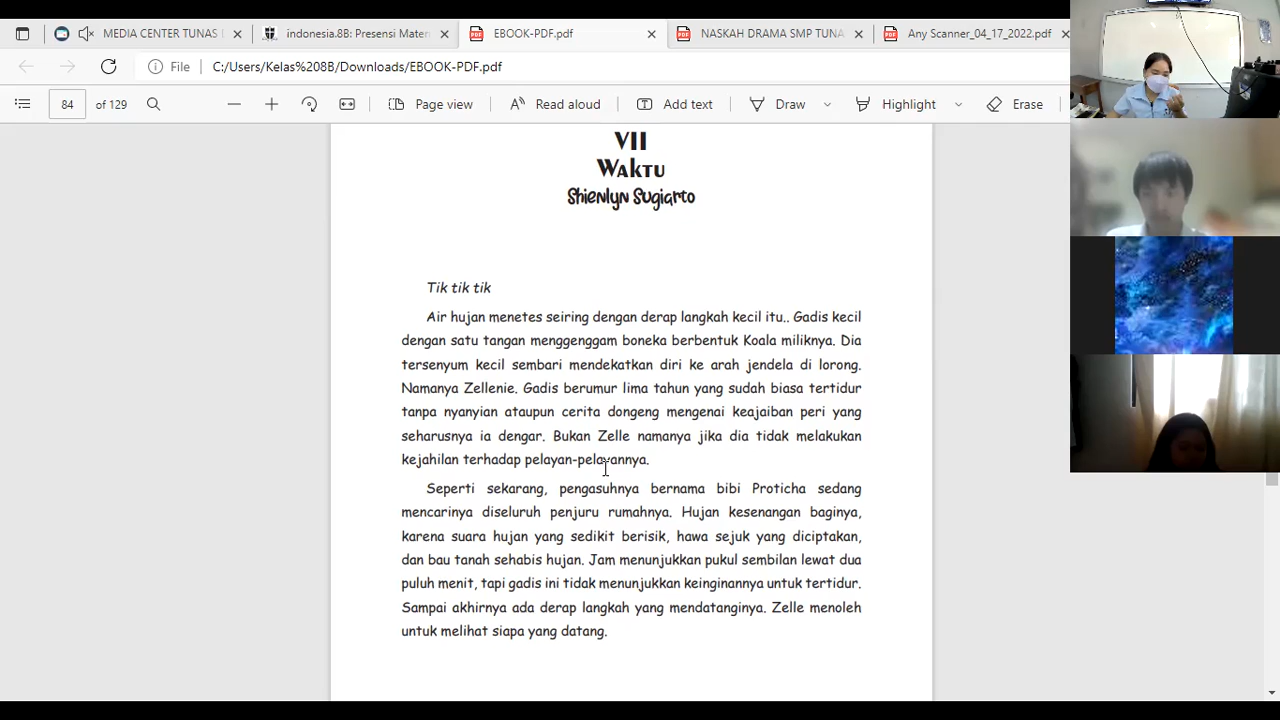 MEDIA CENTER TUNAS
indonesia.8B: Presensi Mater
EBOOK-PDF.pdf
NASKAH DRAMA SMP TUNA
Any Scanner_04_17_2022.pdf
File
C:/Users/Kelas%208B/Downloads/EBOOK-PDF.pdf
84 of 129
Page view
Read aloud
Add text
Draw
Highlight
Erase
VII
Waktu
Shienlyn Sugiarto
Tik tik tik
Air hujan menetes seiring dengan derap langkah kecil itu.. Gadis kecil
dengan satu tangan menggenggam boneka berbentuk Koala miliknya. Dia
tersenyum kecil sembari mendekatkan diri ke arah jendela di lorong.
Namanya Zellenie. Gadis berumur lima tahun yang sudah biasa tertidur
tanpa nyanyian ataupun cerita dongeng mengenai keajaiban peri yang
seharusnya ia dengar. Bukan Zelle namanya jika dia tidak melakukan
kejahilan terhadap pelayan-pelayannya.
Seperti sekarang, pengasuhnya bernama bibi Proticha sedang
mencarinya diseluruh penjuru rumahnya. Hujan kesenangan baginya,
karena suara hujan yang sedikit berisik, hawa sejuk yang diciptakan,
dan bau tanah sehabis hujan. Jam menunjukkan pukul sembilan lewat dua
puluh menit, tapi gadis ini tidak menunjukkan keinginannya untuk tertidur.
Sampai akhirnya ada derap langkah yang mendatanginya. Zelle menoleh
untuk melihat siapa yang datang.